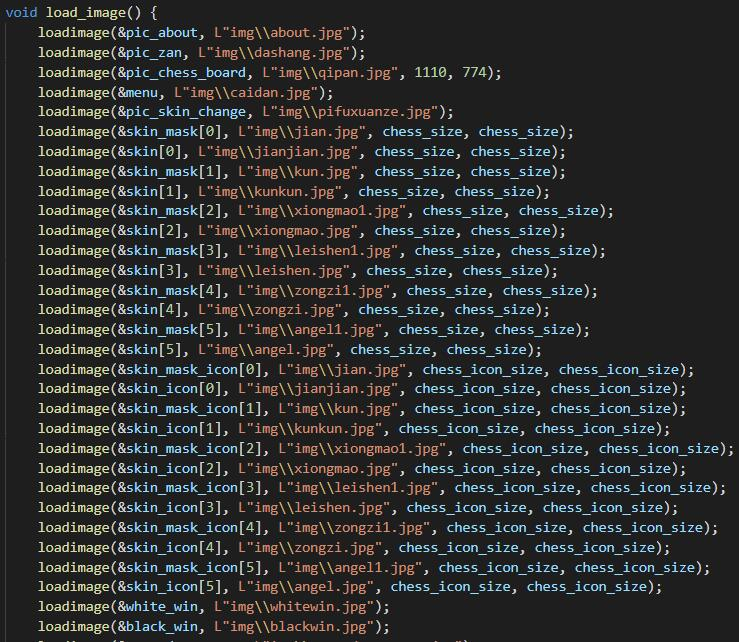 void load_image() {
loadimage(&pic_about, L"img\\about.jpg");
loadimage(&pic_zan, L"img\\dashang.jpg");
loadimage(&pic_chess_board, L"img\\qipan.jpg", 1110, 774);
loadimage(&menu, L"img\\caidan.jpg");
loadimage(&pic_skin_change, L"img\\pifuxuanze.jpg");
loadimage(&skin_mask[0], L"img\\jian.jpg", chess_size, chess_size);
loadimage(&skin[0], L"img\\jianjian.jpg", chess_size, chess_size);
loadimage(&skin_mask[1], L"img\\kun.jpg", chess_size, chess_size);
loadimage(&skin[1], L"img\\kunkun.jpg", chess_size, chess_size);
loadimage(&skin_mask[2], L"img\\xiongmao1.jpg", chess_size, chess_size);
loadimage(&skin[2], L"img\\xiongmao.jpg", chess_size, chess_size);
loadimage(&skin_mask[3], L"img\\leishen1.jpg", chess_size, chess_size);
loadimage(&skin[3], L"img\\leishen.jpg", chess_size, chess_size);
loadimage(&skin_mask[4], L"img\\zongzi1.jpg", chess_size, chess_size);
loadimage(&skin[4], L"img\\zongzi.jpg", chess_size, chess_size);
loadimage(&skin_mask[5], L"img\\angel1.jpg", chess_size, chess_size);
loadimage(&skin[5], L"img\\angel.jpg", chess_size, chess_size);
loadimage(&skin_mask_icon[0], L"img\\jian.jpg", chess_icon_size, chess_icon_size);
loadimage(&skin_icon[0], L"img\\jianjian.jpg", chess_icon_size, chess_icon_size);
loadimage(&skin_mask_icon[1], L"img\\kun.jpg", chess_icon_size, chess_icon_size);
loadimage(&skin_icon[1], L"img\\kunkun.jpg", chess_icon_size, chess_icon_size);
loadimage(&skin_mask_icon[2], L"img\\xiongmao1.jpg", chess_icon_size, chess_icon_size);
loadimage(&skin_icon[2], L"img\\xiongmao.jpg", chess_icon_size, chess_icon_size);
loadimage(&skin_mask_icon[3], L"img\\leishen1.jpg", chess_icon_size, chess_icon_size);
loadimage(&skin_icon[3], L"img\\leishen.jpg", chess_icon_size, chess_icon_size);
loadimage(&skin_mask_icon[4], L"img\\zongzi1.jpg", chess_icon_size, chess_icon_size);
loadimage(&skin_icon[4], L"img\\zongzi.jpg", chess_icon_size, chess_icon_size);
loadimage(&skin_mask_icon[5], L"img\\angel1.jpg", chess_icon_size, chess_icon_size);
loadimage(&skin_icon[5], L"img\\angel.jpg", chess_icon_size, chess_icon_size);
loadimage(&white_win, L"img\\whitewin.jpg");
loadimage(&black_win, L"img\\blackwin.jpg");